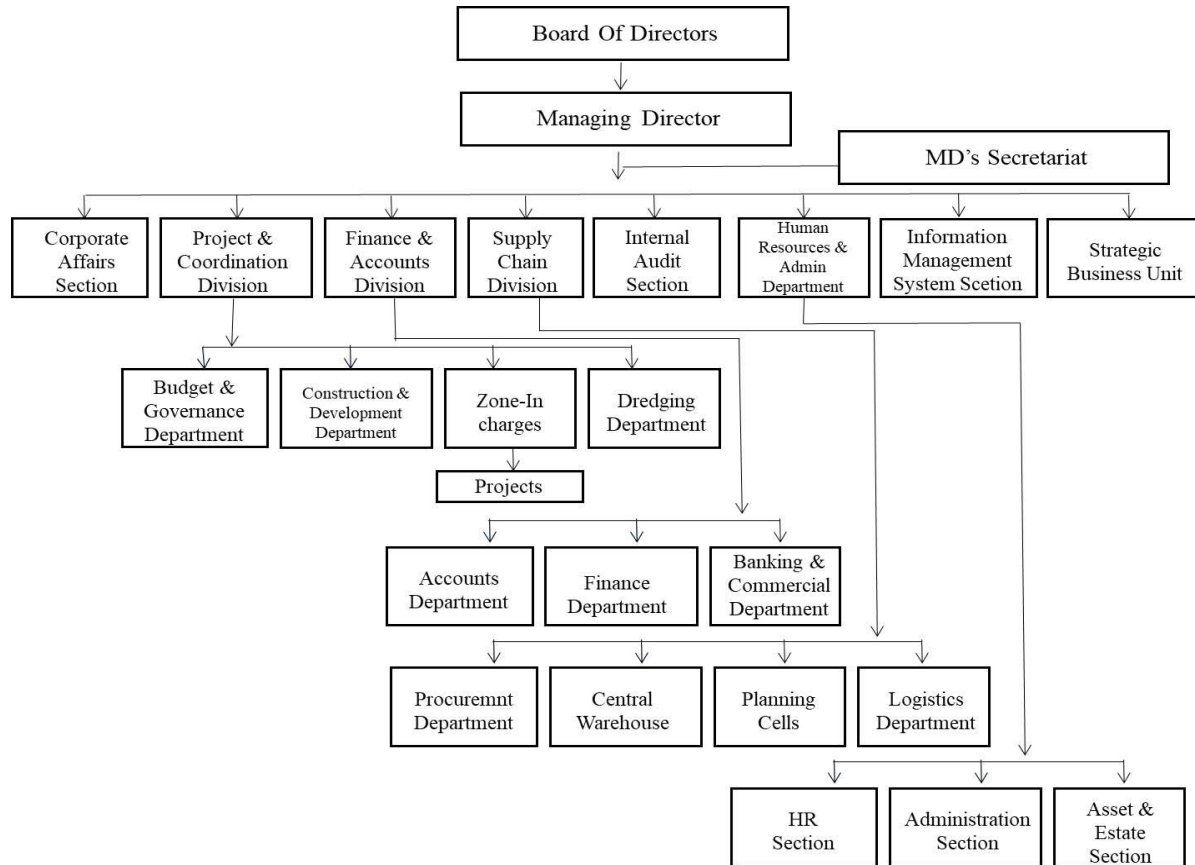 Board Of Directors
Managing Director
MD's Secretariat
Corporate
Affairs
Section
Project &
Coordination
Division
Finance &
Accounts
Division
Supply
Chain
Division
Internal
Audit
Section
Human
Resources &
Admin
Department
Information
Management
System Scetion
Strategic
Business Unit
Budget &
Governance
Department
Construction &
Development
Department
Zone-In
charges
Dredging
Department
Projects
Accounts
Department
Finance
Department
Banking &
Commercial
Department
Procuremnt
Department
Central
Warehouse
Planning
Cells
Logistics
Department
HR
Section
Administration
Section
Asset &
Estate
Section